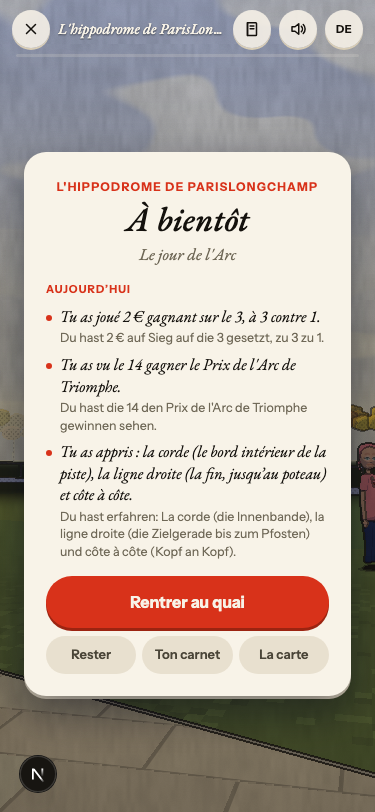 L'hippodrome de ParisLon...
DE
L'HIPPODROME DE PARISLONGCHAMP
À bientôt
Le jour de l'Arc
AUJOURD'HUI
Tu as joué 2 € gagnant sur le 3, à 3 contre 1.
Du hast 2 € auf Sieg auf die 3 gesetzt, zu 3 zu 1.
Tu as vu le 14 gagner le Prix de l'Arc de
Triomphe.
Du hast die 14 den Prix de l'Arc de Triomphe
gewinnen sehen.
Tu as appris : la corde (le bord intérieur de la
piste), la ligne droite (la fin, jusqu'au poteau)
et côte à côte.
Du hast erfahren: La corde (die Innenbande), la
ligne droite (die Zielgerade bis zum Pfosten)
und côte à côte (Kopf an Kopf).
Rentrer au quai
Rester
Ton carnet
La carte
N